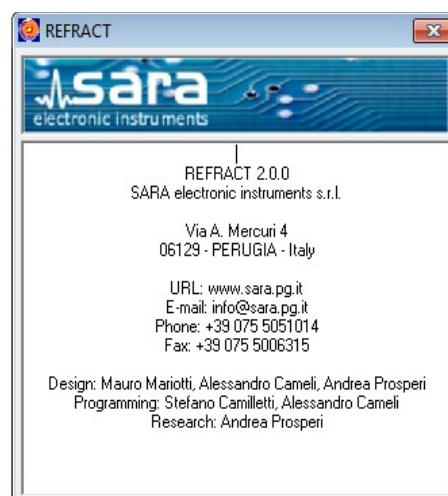 REFRACT
sara
electronic instruments
REFRACT 2.0.0
SARA electronic instruments s.r.l.
Via A. Mercuri 4
06129 - PERUGIA - Italy
URL: www.sara.pg.it
E-mail: info@sara.pg.it
Phone: +39 075 5051014
Fax: +39 075 5006315
Design: Mauro Mariotti, Alessandro Cameli, Andrea Prosperi
Programming: Stefano Camilletti, Alessandro Cameli
Research: Andrea Prosperi